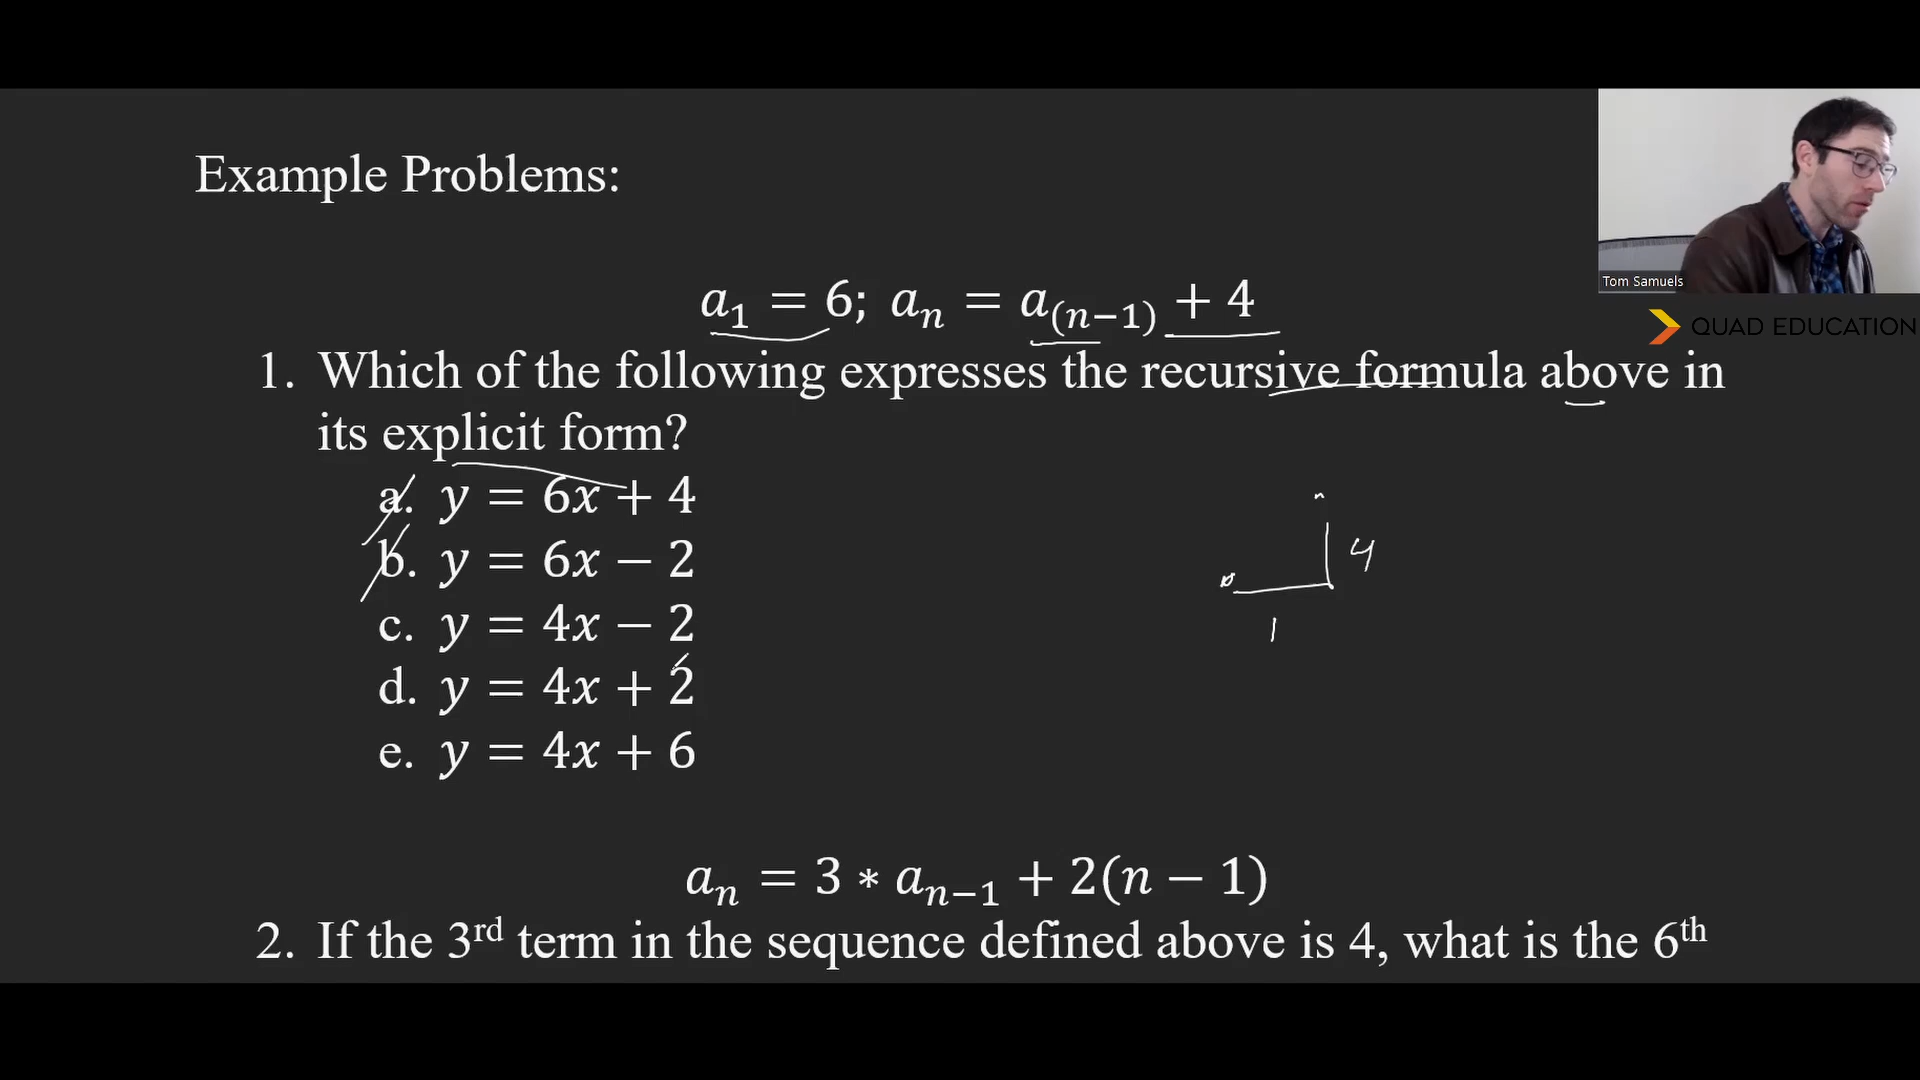 Example Problems:
Tom Samuels
QUAD EDUCATION
a₁ = 6; aₙ = a₍ₙ₋₁₎ + 4
1. Which of the following expresses the recursive formula above in
its explicit form?
a. y = 6x + 4
b. y = 6x − 2
c. y = 4x − 2
d. y = 4x + 2
e. y = 4x + 6
4
1
aₙ = 3 * aₙ₋₁ + 2(n − 1)
2. If the 3rd term in the sequence defined above is 4, what is the 6th